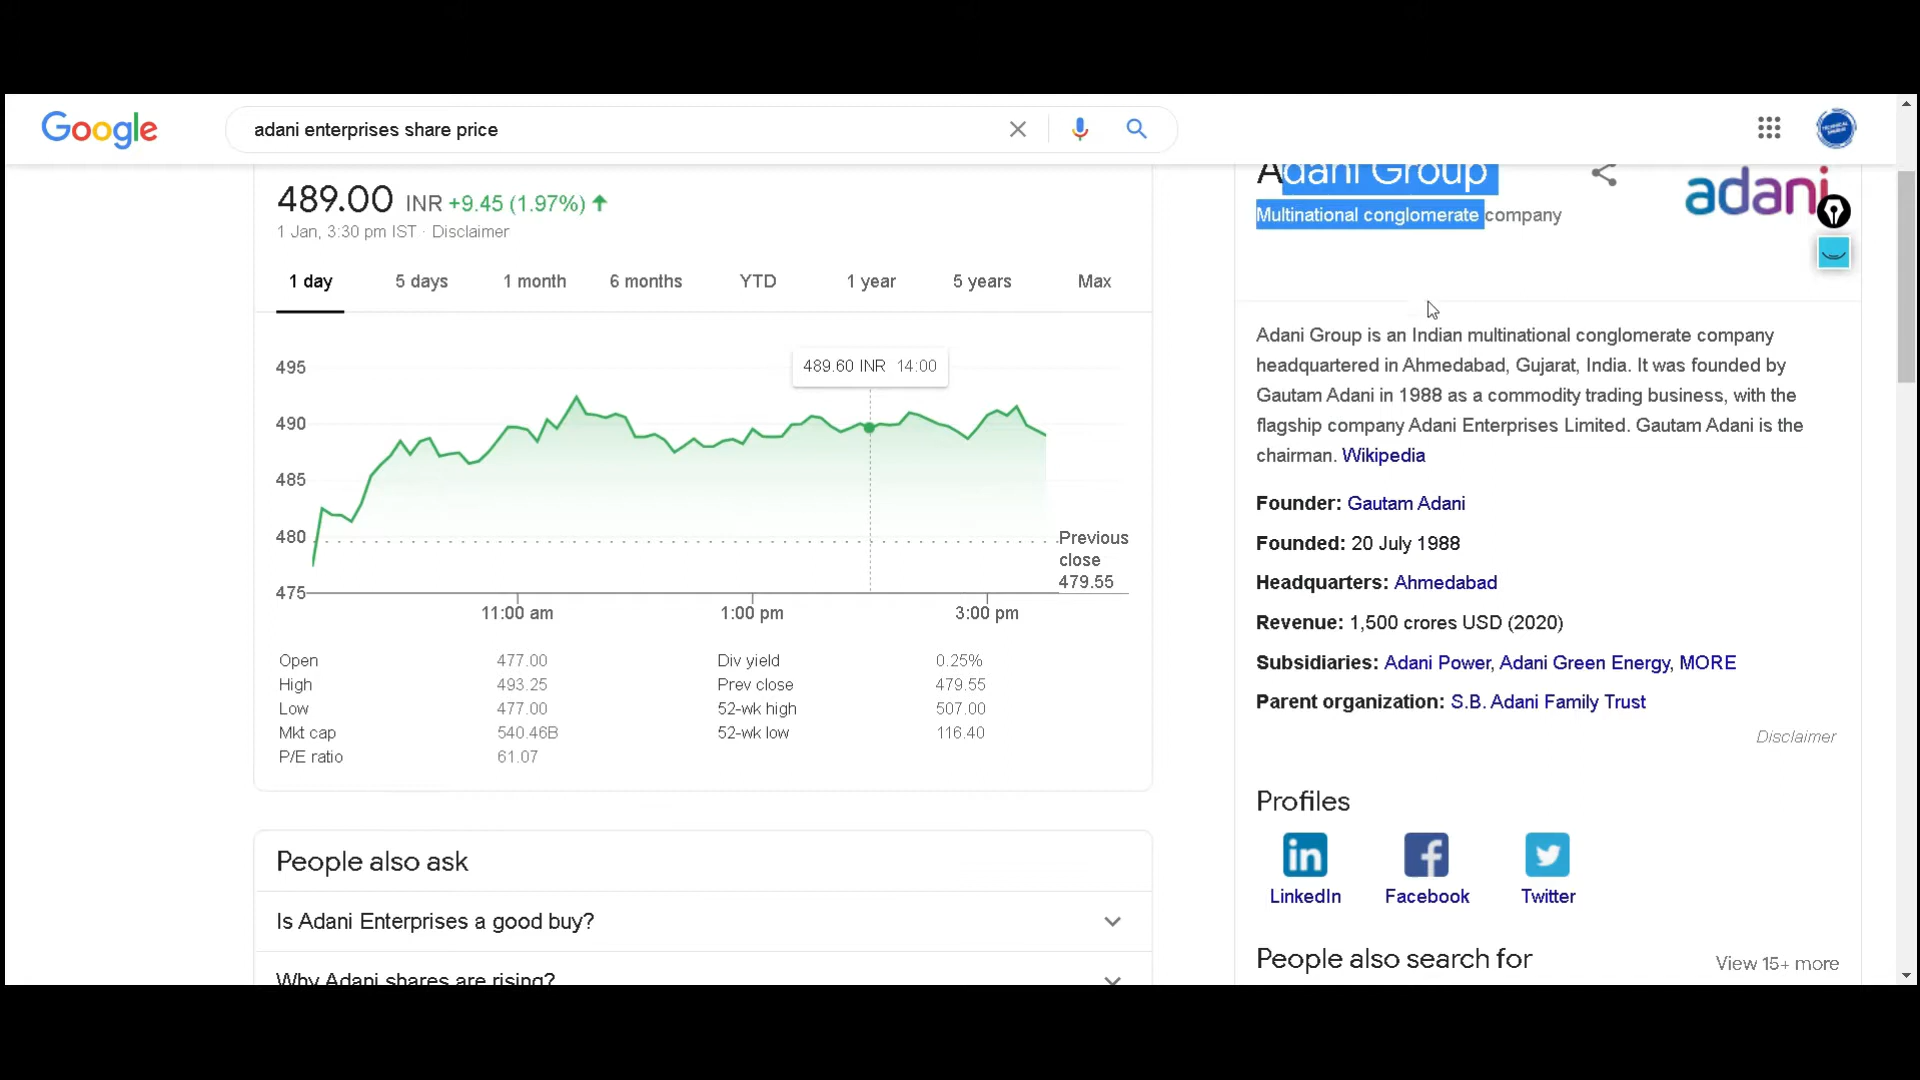 Google
adani enterprises share price
489.00 INR +9.45 (1.97%)
1 Jan, 3:30 pm IST · Disclaimer
1 day 5 days 1 month 6 months YTD 1 year 5 years Max
489.60 INR 14:00
495
490
485
480
475
Previous
close
479.55
11:00 am 1:00 pm 3:00 pm
Open 477.00 Div yield 0.25%
High 493.25 Prev close 479.55
Low 477.00 52-wk high 507.00
Mkt cap 540.46B 52-wk low 116.40
P/E ratio 61.07
People also ask
Is Adani Enterprises a good buy?
Why Adani shares are rising?
Adani Group
Multinational conglomerate company
adani
Adani Group is an Indian multinational conglomerate company
headquartered in Ahmedabad, Gujarat, India. It was founded by
Gautam Adani in 1988 as a commodity trading business, with the
flagship company Adani Enterprises Limited. Gautam Adani is the
chairman. Wikipedia
Founder: Gautam Adani
Founded: 20 July 1988
Headquarters: Ahmedabad
Revenue: 1,500 crores USD (2020)
Subsidiaries: Adani Power, Adani Green Energy, MORE
Parent organization: S.B. Adani Family Trust
Disclaimer
Profiles
LinkedIn Facebook Twitter
People also search for View 15+ more